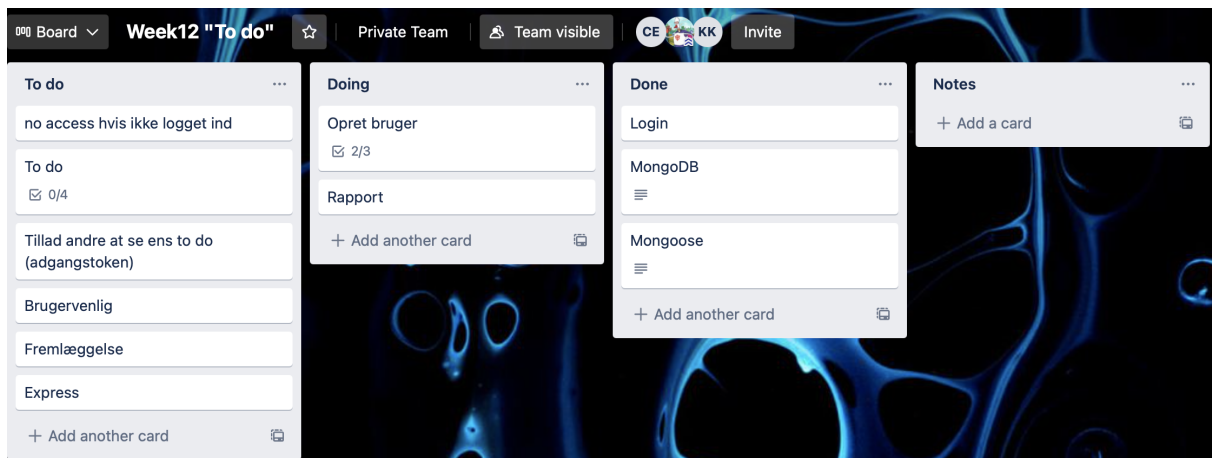 Board
Week12 "To do"
Private Team
Team visible
CE
KK
Invite
To do
no access hvis ikke logget ind
To do
0/4
Tillad andre at se ens to do
(adgangstoken)
Brugervenlig
Fremlæggelse
Express
+ Add another card
Doing
Opret bruger
2/3
Rapport
+ Add another card
Done
Login
MongoDB
Mongoose
+ Add another card
Notes
+ Add a card